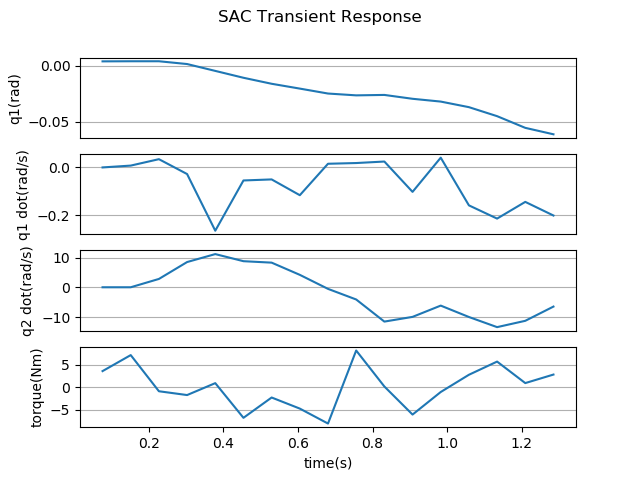 SAC Transient Response
q1(rad)
0.00
−0.05
q1 dot(rad/s)
0.0
−0.2
q2 dot(rad/s)
10
0
−10
torque(Nm)
5
0
−5
0.2 0.4 0.6 0.8 1.0 1.2
time(s)